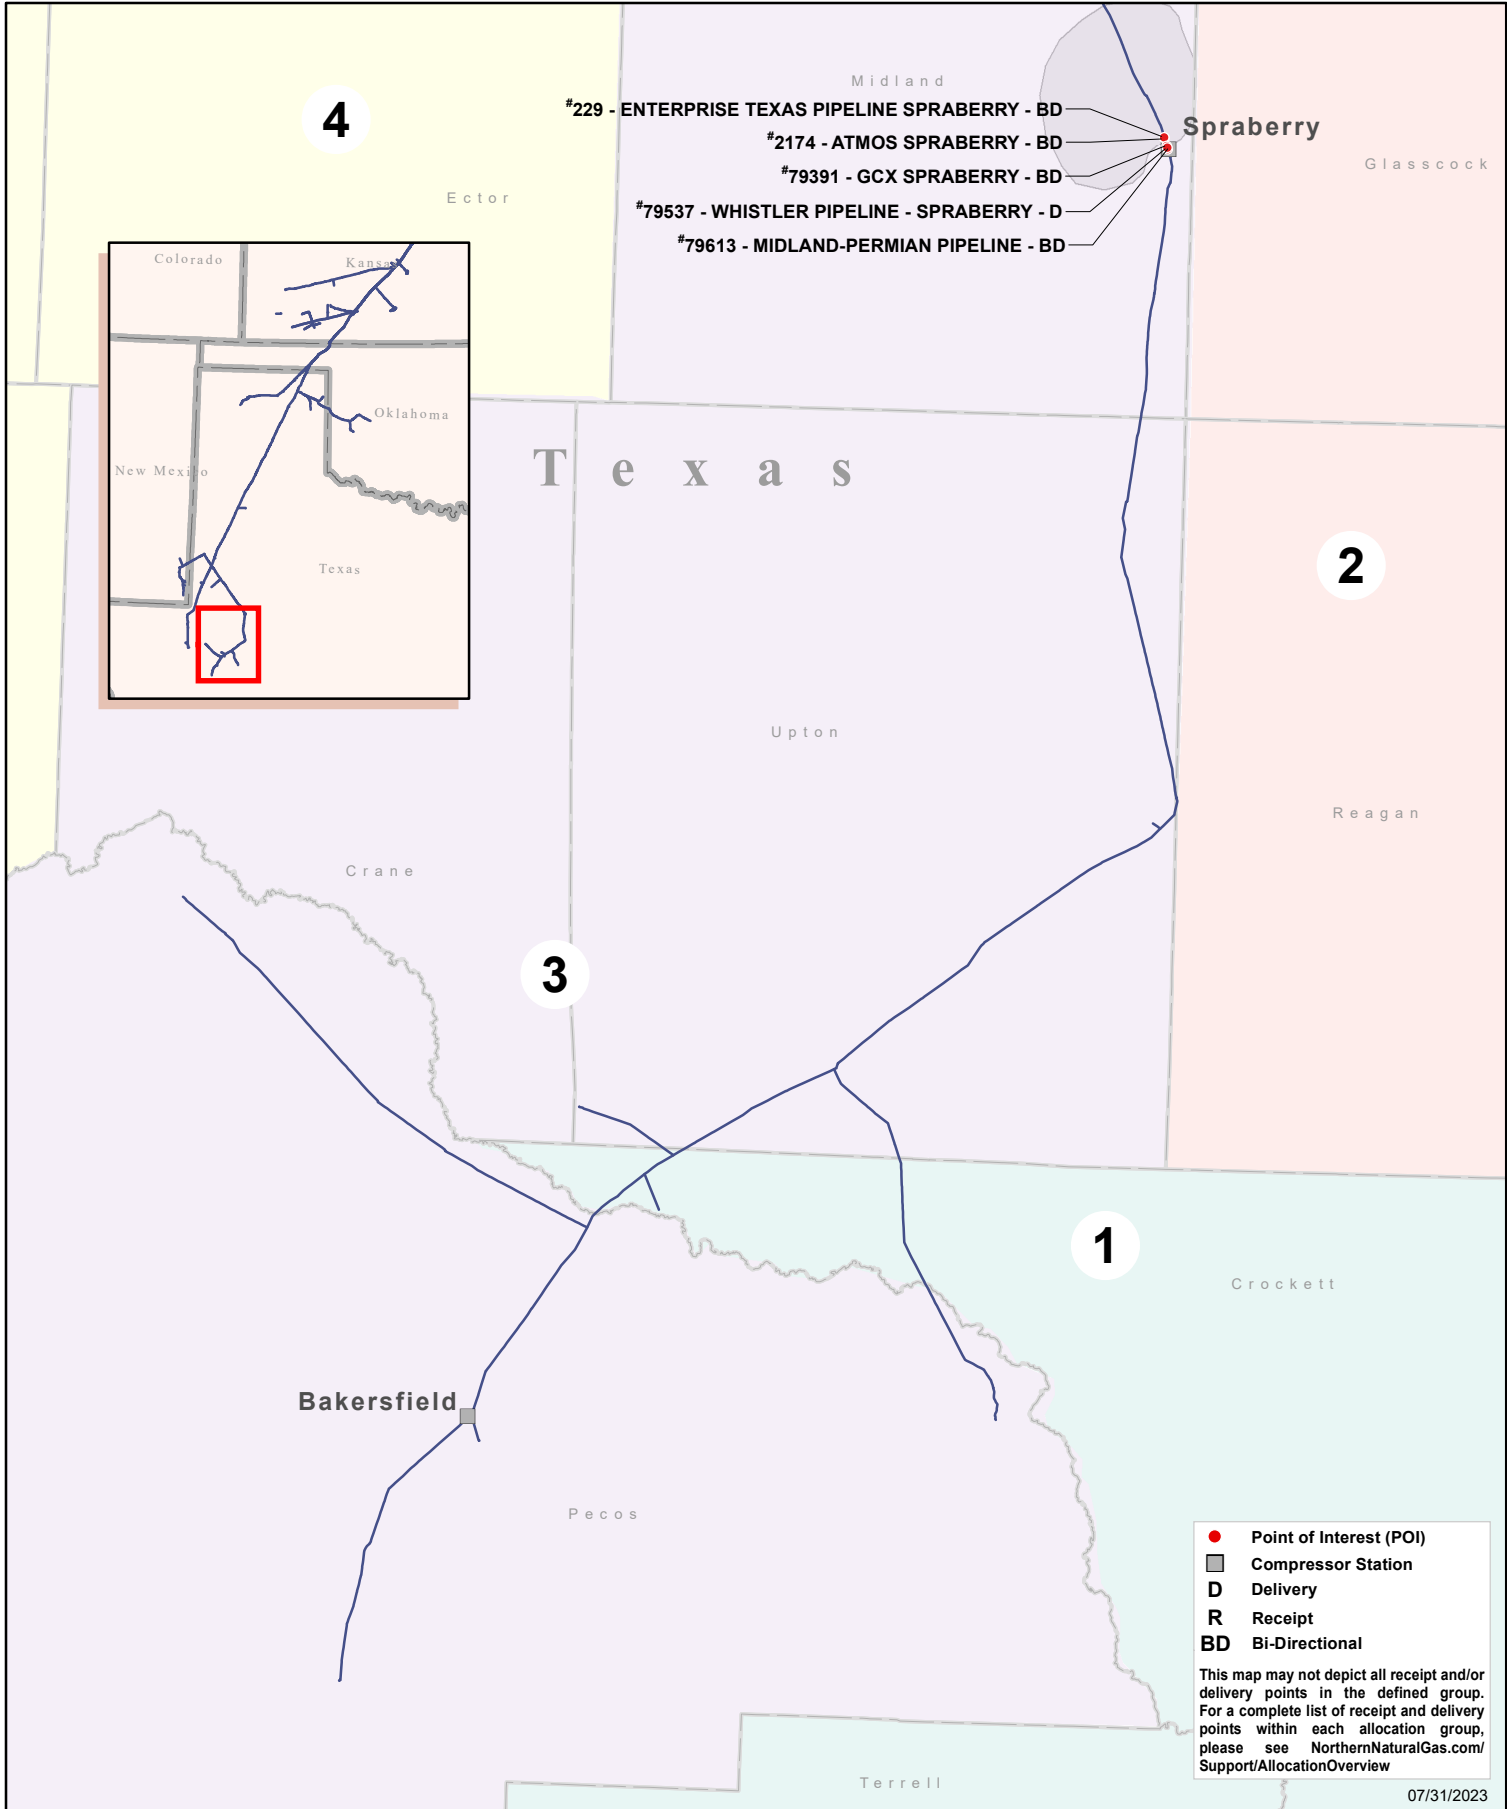 Midland
4
#229 - ENTERPRISE TEXAS PIPELINE SPRABERRY - BD
Spraberry
#2174 - ATMOS SPRABERRY - BD
Glasscock
#79391 - GCX SPRABERRY - BD
Ector
#79537 - WHISTLER PIPELINE - SPRABERRY - D
#79613 - MIDLAND-PERMIAN PIPELINE - BD
Colorado
Kansas
Oklahoma
New Mexico
Texas
Texas
2
Upton
Reagan
Crane
3
1
Crockett
Bakersfield
Pecos
Point of Interest (POI)
Compressor Station
D Delivery
R Receipt
BD Bi-Directional
This map may not depict all receipt and/or
delivery points in the defined group.
For a complete list of receipt and delivery
points within each allocation group,
please see NorthernNaturalGas.com/
Support/AllocationOverview
Terrell
07/31/2023